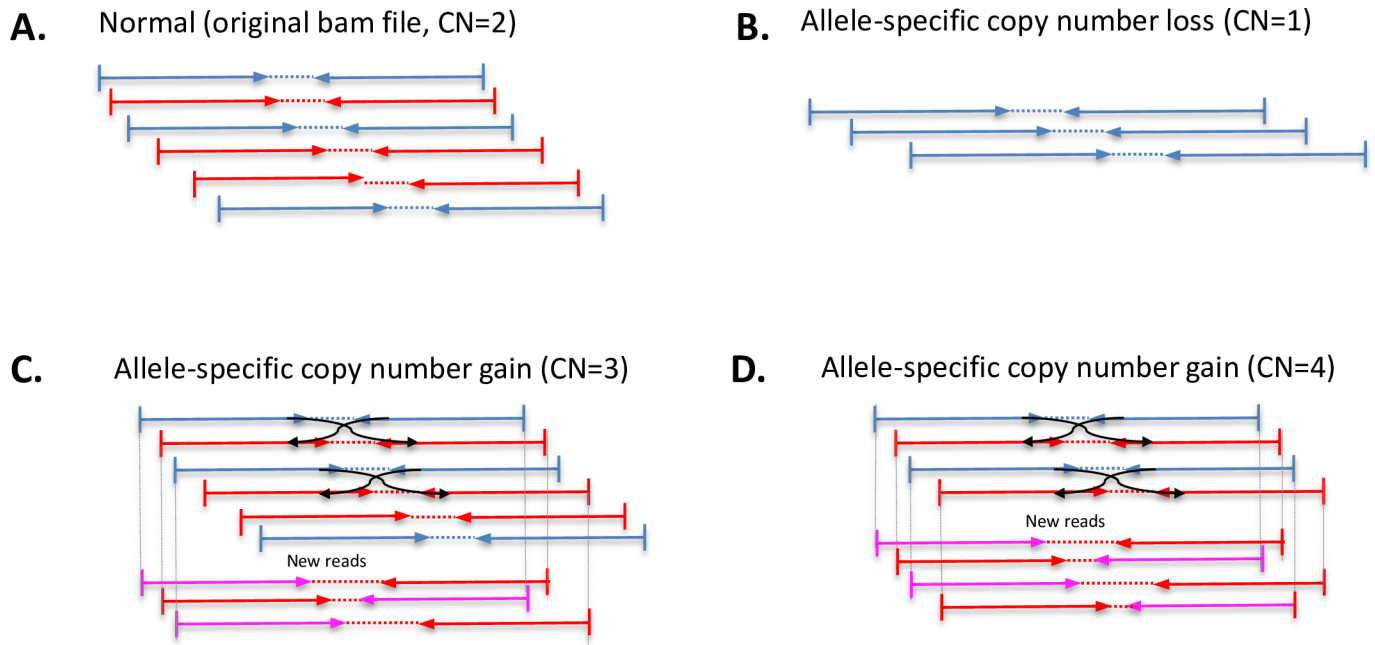 A. Normal (original bam file, CN=2)
B. Allele-specific copy number loss (CN=1)
C. Allele-specific copy number gain (CN=3)
New reads
D. Allele-specific copy number gain (CN=4)
New reads